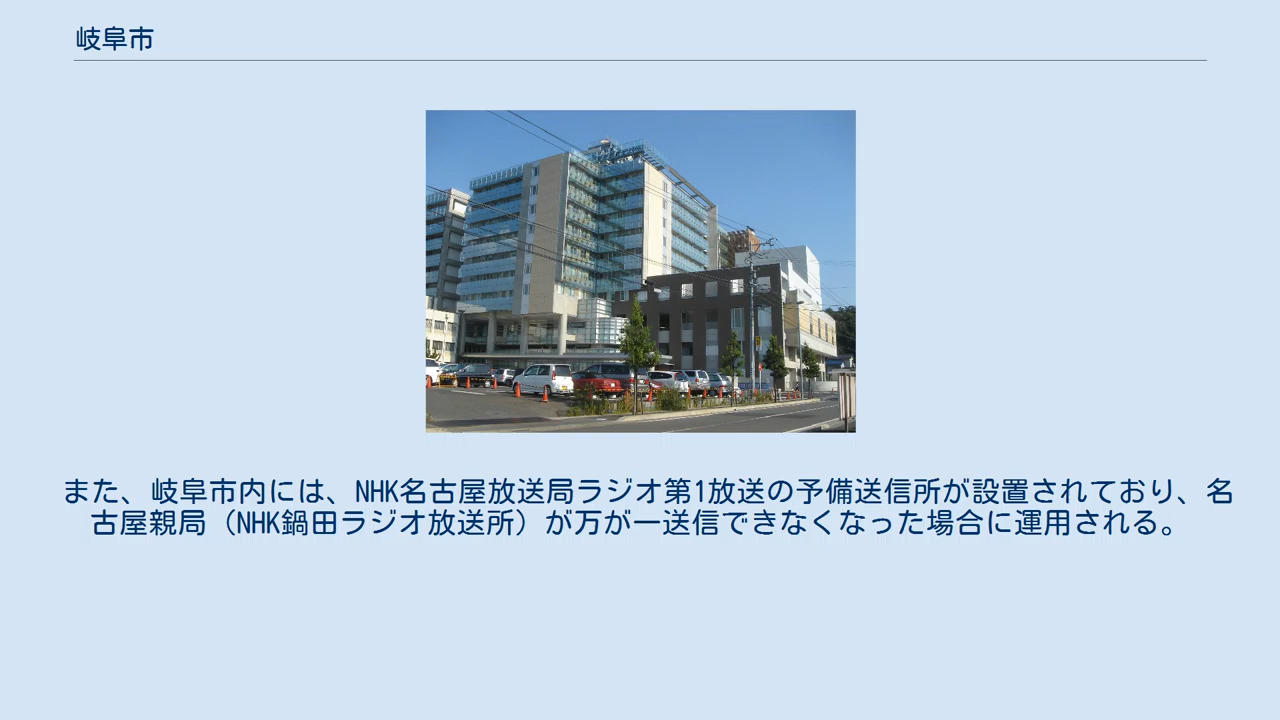 岐阜市
また、岐阜市内には、NHK名古屋放送局ラジオ第1放送の予備送信所が設置されており、名
古屋親局（NHK鍋田ラジオ放送所）が万が一送信できなくなった場合に運用される。